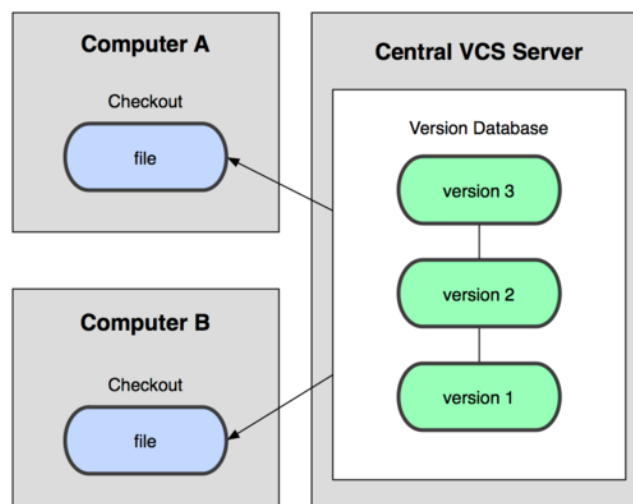 Computer A
Checkout
file
Central VCS Server
Version Database
version 3
version 2
version 1
Computer B
Checkout
file